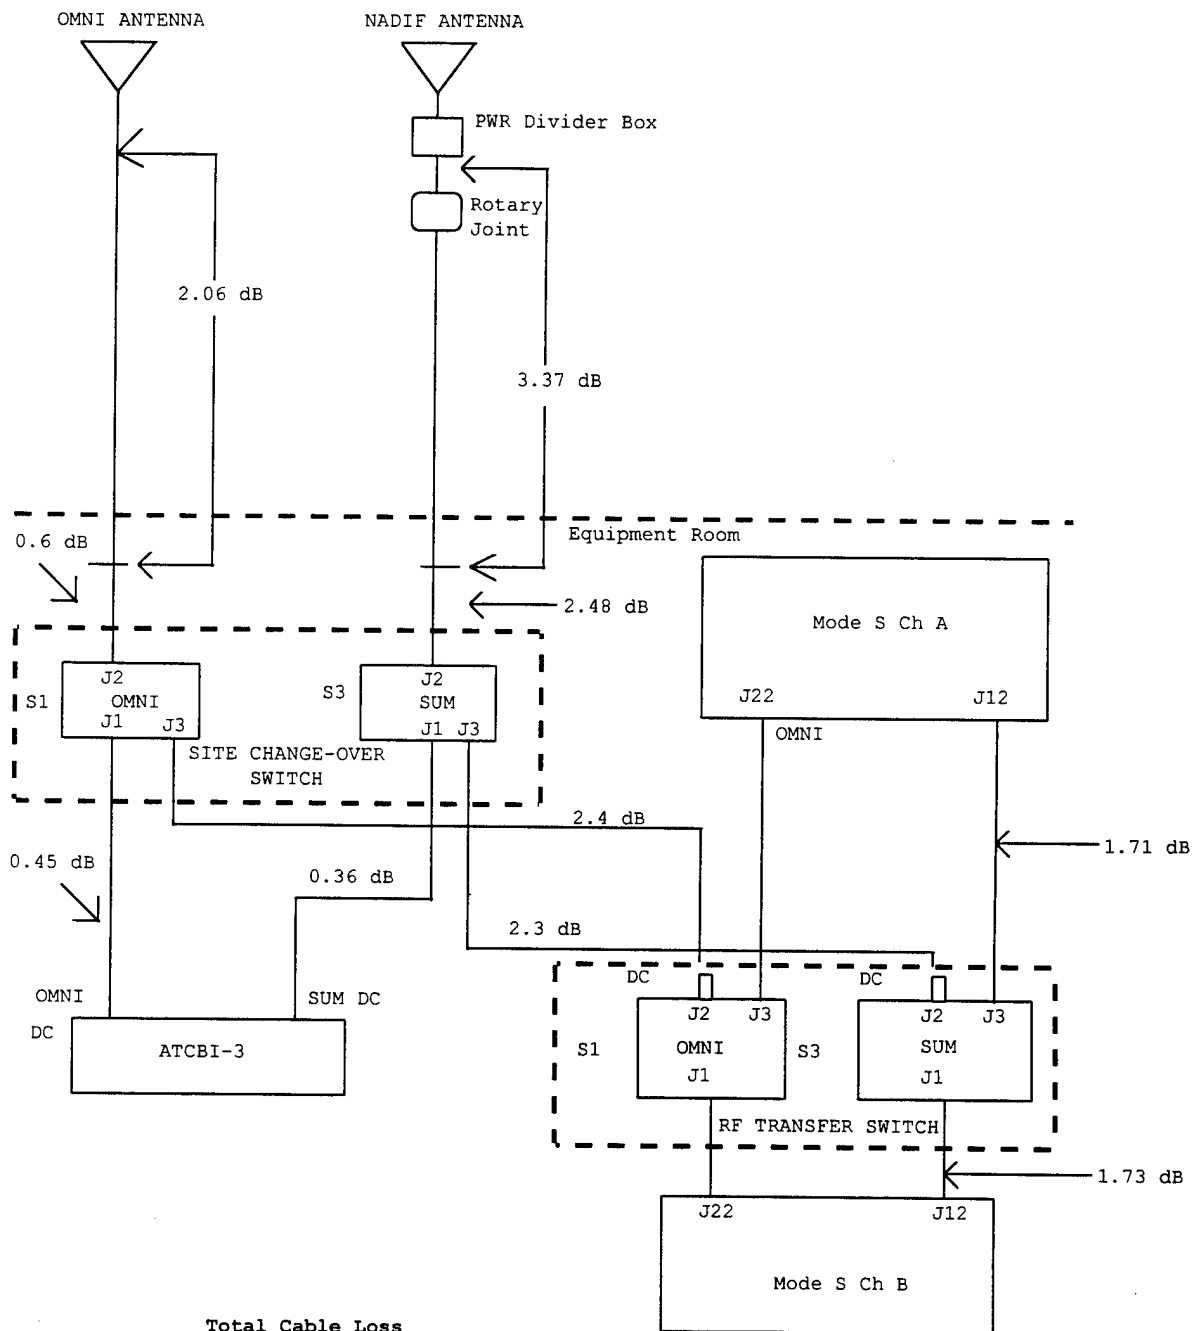 OMNI ANTENNA
NADIF ANTENNA
PWR Divider Box
Rotary
Joint
2.06 dB
3.37 dB
Equipment Room
0.6 dB
2.48 dB
Mode S Ch A
J22
J12
OMNI
S1
J2
OMNI
J1 J3
S3
J2
SUM
J1 J3
SITE CHANGE-OVER
SWITCH
2.4 dB
1.71 dB
0.45 dB
0.36 dB
2.3 dB
OMNI
DC
SUM DC
ATCBI-3
DC
DC
S1
J2 J3
OMNI
J1
S3
J2 J3
SUM
J1
RF TRANSFER SWITCH
1.73 dB
J22
J12
Mode S Ch B
Total Cable Loss